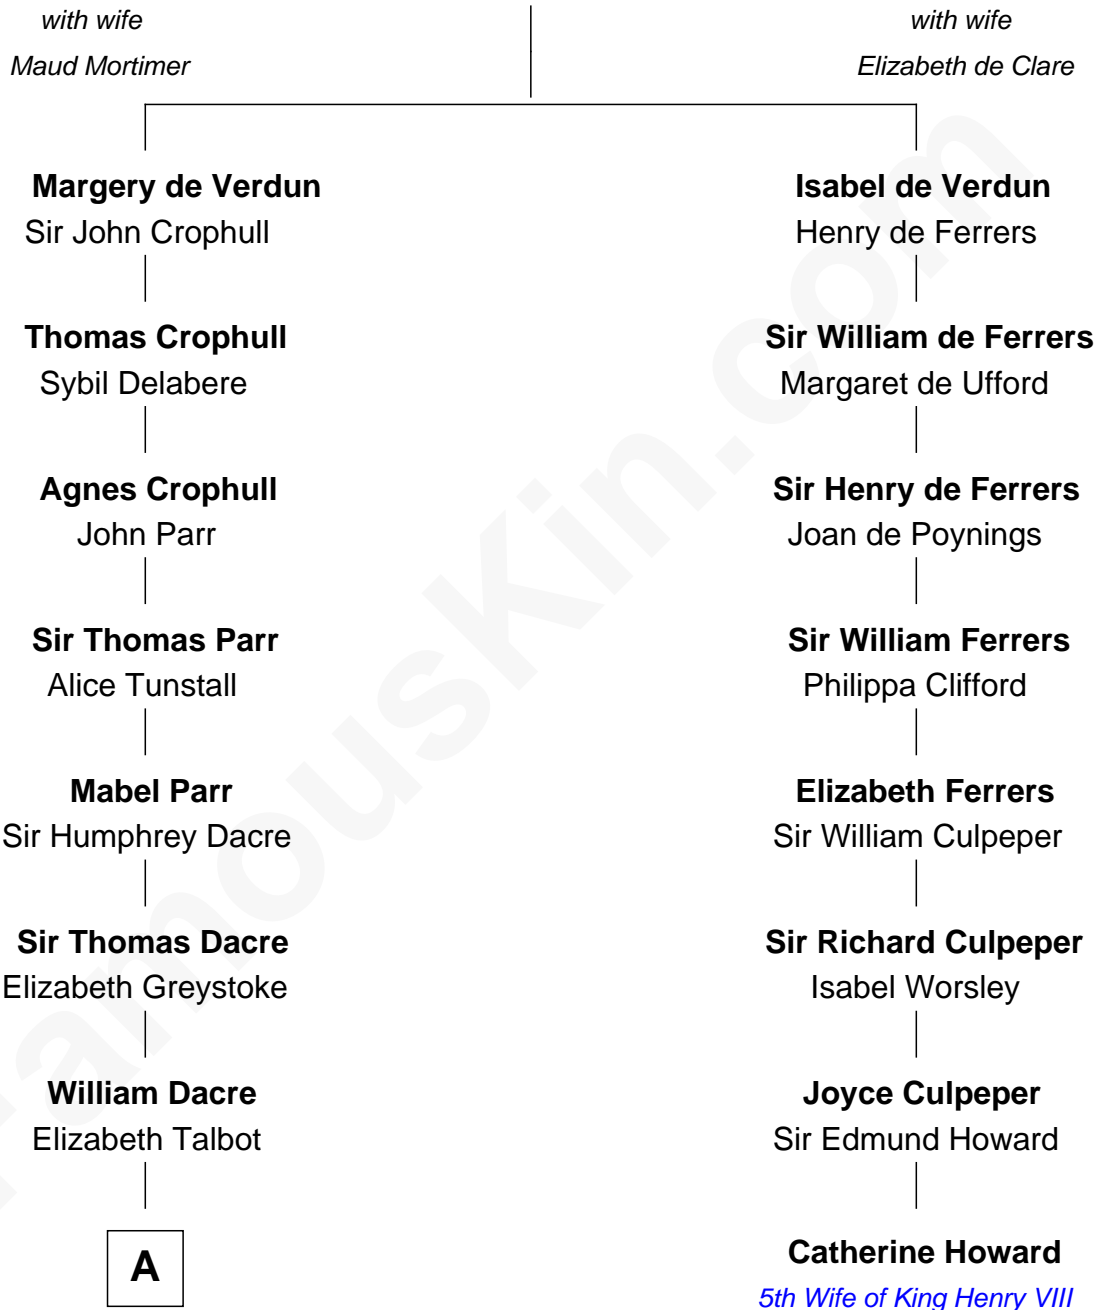 with wife
Maud Mortimer
with wife
Elizabeth de Clare
Margery de Verdun
Sir John Crophull
Isabel de Verdun
Henry de Ferrers
Thomas Crophull
Sybil Delabere
Sir William de Ferrers
Margaret de Ufford
Agnes Crophull
John Parr
Sir Henry de Ferrers
Joan de Poynings
Sir Thomas Parr
Alice Tunstall
Sir William Ferrers
Philippa Clifford
Mabel Parr
Sir Humphrey Dacre
Elizabeth Ferrers
Sir William Culpeper
Sir Thomas Dacre
Elizabeth Greystoke
Sir Richard Culpeper
Isabel Worsley
William Dacre
Elizabeth Talbot
Joyce Culpeper
Sir Edmund Howard
A
Catherine Howard
5th Wife of King Henry VIII
FamousKin.com